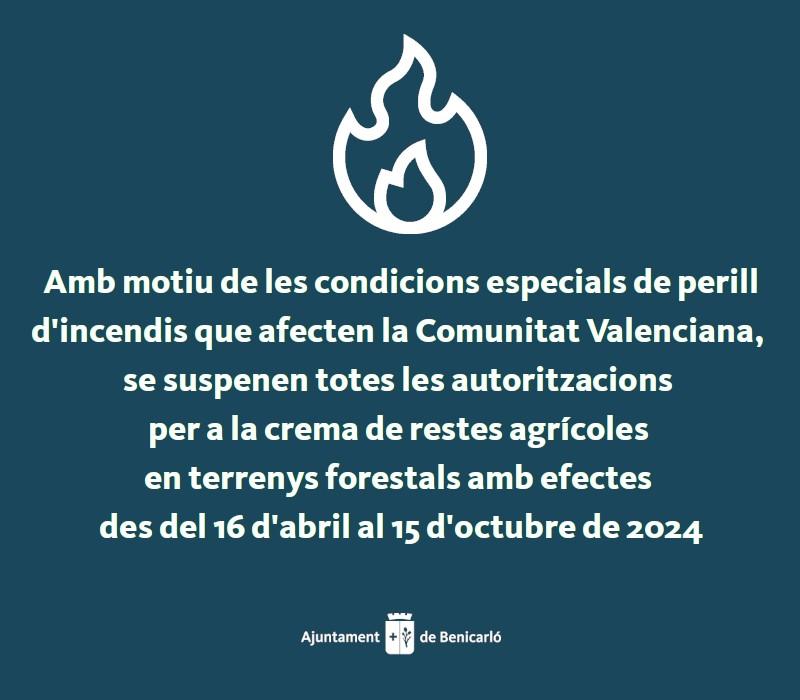 Amb motiu de les condicions especials de perill
d'incendis que afecten la Comunitat Valenciana,
se suspenen totes les autoritzacions
per a la crema de restes agrícoles
en terrenys forestals amb efectes
des del 16 d'abril al 15 d'octubre de 2024
Ajuntament de Benicarló